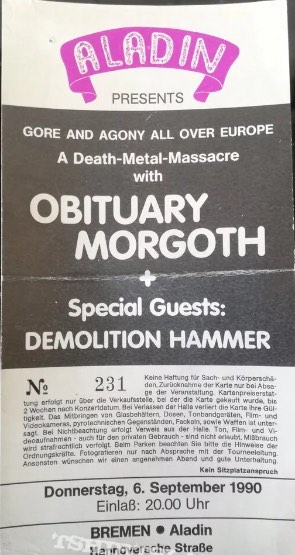 ALADIN
PRESENTS
GORE AND AGONY ALL OVER EUROPE
A Death-Metal-Massacre
with
OBITUARY
MORGOTH
+
Special Guests:
DEMOLITION HAMMER
No 231
Keine Haftung für Sach- und Körperschä-
den, Zurücknahme der Karte nur bei Absa-
ge der Veranstaltung. Kartenpreiserstat-
tung erfolgt nur über die Verkaufsstelle, bei der die Karte gekauft wurde, bis
2 Wochen nach Konzertdatum. Bei Verlassen der Halle verliert die Karte ihre Gül-
tigkeit. Das Mitbringen von Glasbehältern, Dosen, Tonbandgeräten, Film- und
Videokameras, pyrotechnischen Gegenständen, Fackeln, sowie Waffen ist unter-
sagt. Bei Nichtbeachtung erfolgt Verweis aus der Halle. Ton, Film- und Vi-
deoaufnahmen - auch für den privaten Gebrauch - sind nicht erlaubt. Mißbrauch
wird strafrechtlich verfolgt. Beim Parken beachten Sie bitte die Hinweise der
Ordnungskräfte. Fotografieren nur nach Absprache mit der Tourneeleitung.
Ansonsten wünschen wir einen angenehmen Abend und gute Unterhaltung.
Kein Sitzplatzanspruch
Donnerstag, 6. September 1990
Einlaß: 20.00 Uhr
BREMEN ● Aladin
Hannoversche Straße